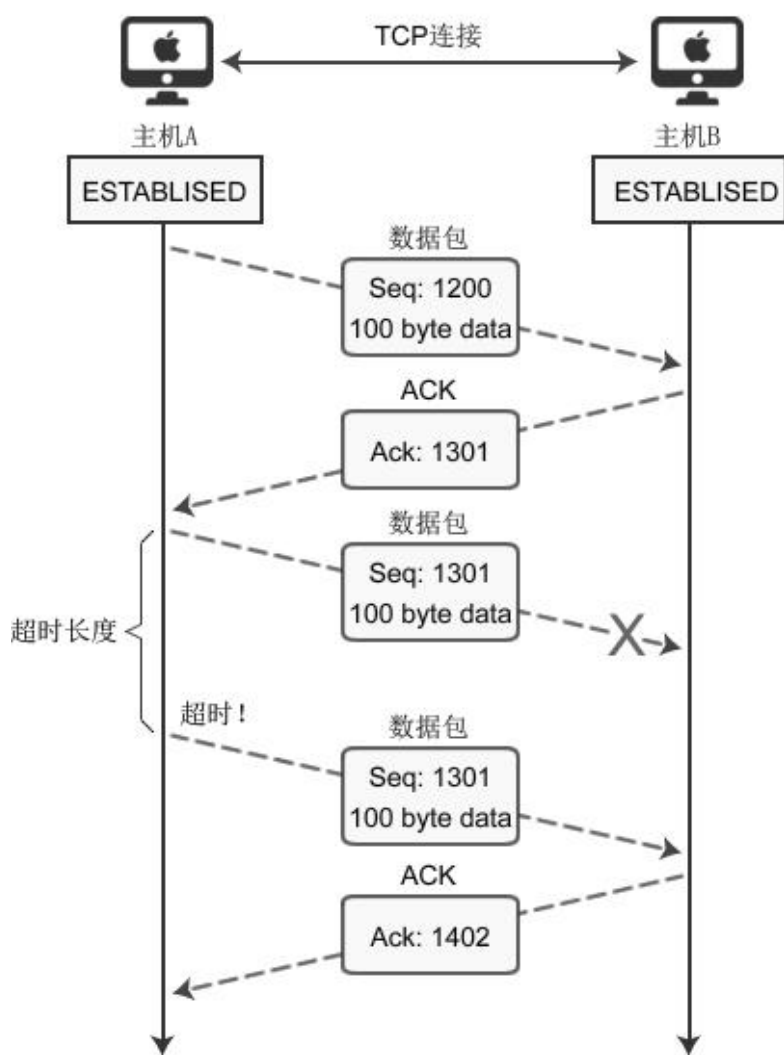 TCP连接
主机A
主机B
ESTABLISED
ESTABLISED
数据包
Seq: 1200
100 byte data
ACK
Ack: 1301
数据包
Seq: 1301
100 byte data
超时长度
超时！
数据包
Seq: 1301
100 byte data
ACK
Ack: 1402